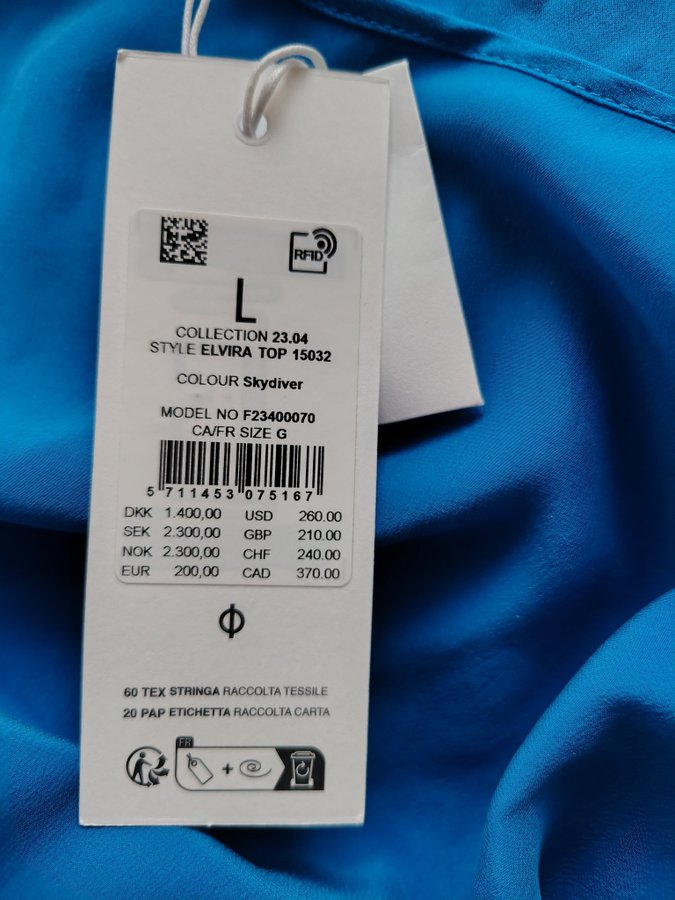 RFID
L
COLLECTION 23.04
STYLE ELVIRA TOP 15032
COLOUR Skydiver
MODEL NO F23400070
CA/FR SIZE G
5 711453 075167
DKK 1.400,00 USD 260.00
SEK 2.300,00 GBP 210.00
NOK 2.300,00 CHF 240.00
EUR 200,00 CAD 370.00
60 TEX STRINGA RACCOLTA TESSILE
20 PAP ETICHETTA RACCOLTA CARTA
FR
+